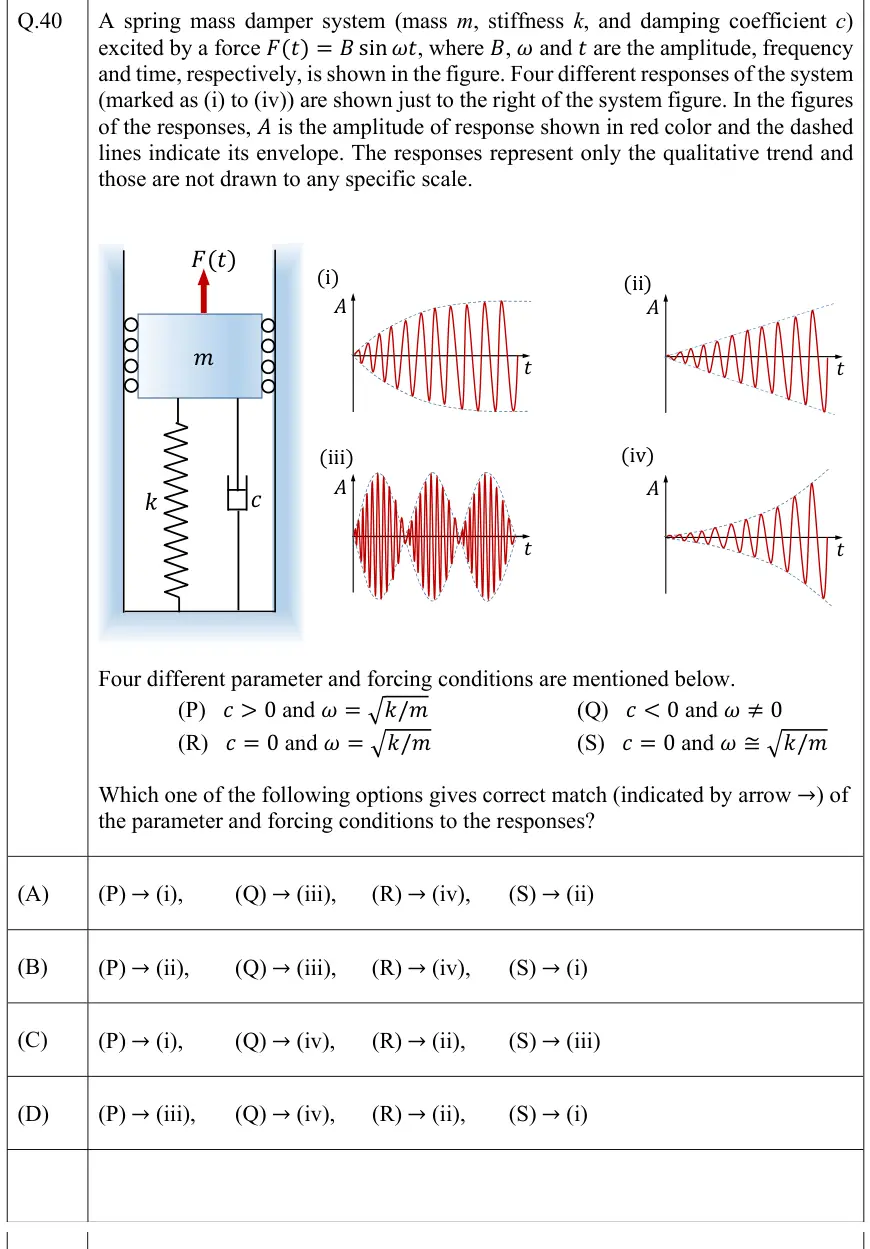 Q.40 A spring mass damper system (mass m, stiffness k, and damping coefficient c)
excited by a force F(t) = B sin ωt, where B, ω and t are the amplitude, frequency
and time, respectively, is shown in the figure. Four different responses of the system
(marked as (i) to (iv)) are shown just to the right of the system figure. In the figures
of the responses, A is the amplitude of response shown in red color and the dashed
lines indicate its envelope. The responses represent only the qualitative trend and
those are not drawn to any specific scale.
F(t)
m
k
c
(i)
A
t
(ii)
A
t
(iii)
A
t
(iv)
A
t
Four different parameter and forcing conditions are mentioned below.
(P) c > 0 and ω = √(k/m) (Q) c < 0 and ω ≠ 0
(R) c = 0 and ω = √(k/m) (S) c = 0 and ω ≅ √(k/m)
Which one of the following options gives correct match (indicated by arrow →) of
the parameter and forcing conditions to the responses?
(A) (P) → (i), (Q) → (iii), (R) → (iv), (S) → (ii)
(B) (P) → (ii), (Q) → (iii), (R) → (iv), (S) → (i)
(C) (P) → (i), (Q) → (iv), (R) → (ii), (S) → (iii)
(D) (P) → (iii), (Q) → (iv), (R) → (ii), (S) → (i)